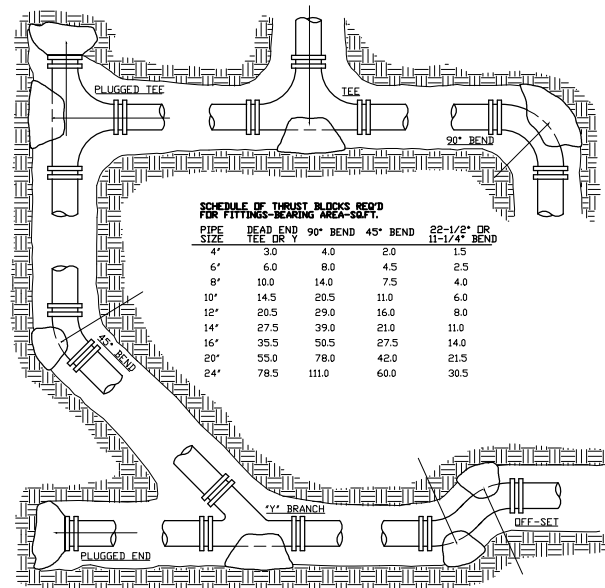 PLUGGED TEE
TEE
90° BEND
SCHEDULE OF THRUST BLOCKS REQ'D
FOR FITTINGS-BEARING AREA-SQ.FT.
PIPE SIZE DEAD END TEE OR Y 90° BEND 45° BEND 22-1/2° OR 11-1/4° BEND
4" 3.0 4.0 2.0 1.5
6" 6.0 8.0 4.5 2.5
8" 10.0 14.0 7.5 4.0
10" 14.5 20.5 11.0 6.0
12" 20.5 29.0 16.0 8.0
14" 27.5 39.0 21.0 11.0
16" 35.5 50.5 27.5 14.0
20" 55.0 78.0 42.0 21.5
24" 78.5 111.0 60.0 30.5
45° BEND
"Y" BRANCH
OFF-SET
PLUGGED END